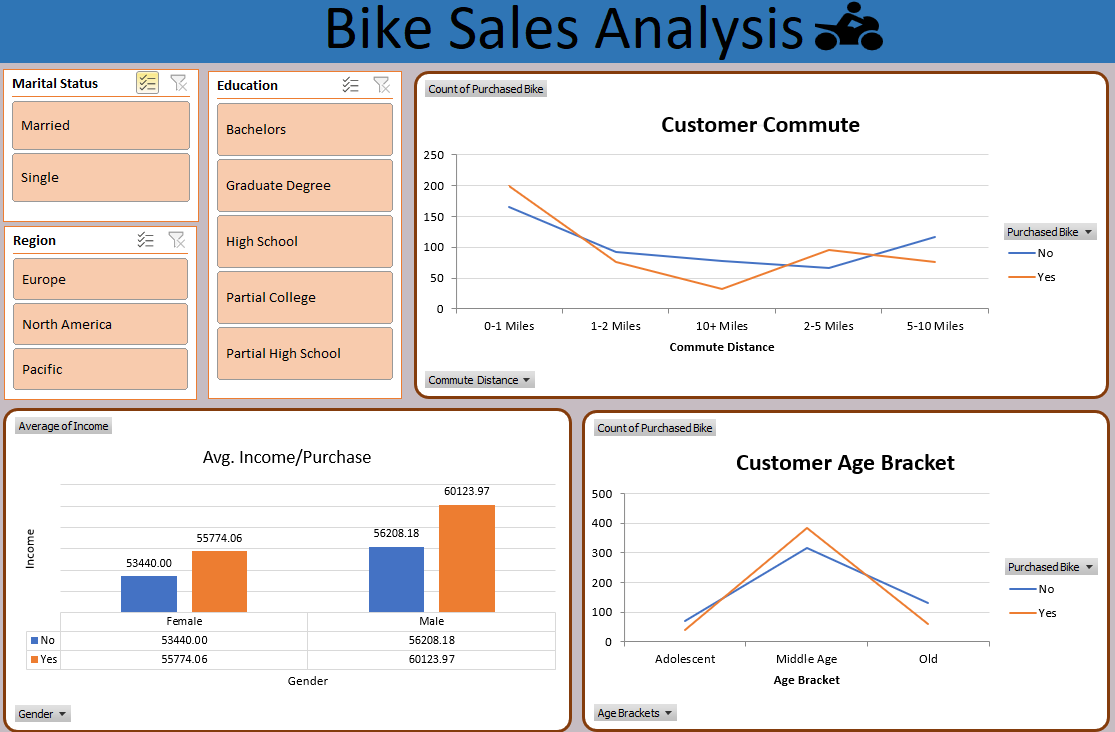 Bike Sales Analysis
Marital Status
Married
Single
Region
Europe
North America
Pacific
Education
Bachelors
Graduate Degree
High School
Partial College
Partial High School
Count of Purchased Bike
Customer Commute
250
200
150
100
50
0
0-1 Miles
1-2 Miles
10+ Miles
2-5 Miles
5-10 Miles
Commute Distance
Purchased Bike
No
Yes
Commute Distance
Average of Income
Avg. Income/Purchase
Income
53440.00
55774.06
56208.18
60123.97
Female Male
No 53440.00 56208.18
Yes 55774.06 60123.97
Gender
Gender
Count of Purchased Bike
Customer Age Bracket
500
400
300
200
100
0
Adolescent
Middle Age
Old
Age Bracket
Purchased Bike
No
Yes
Age Brackets